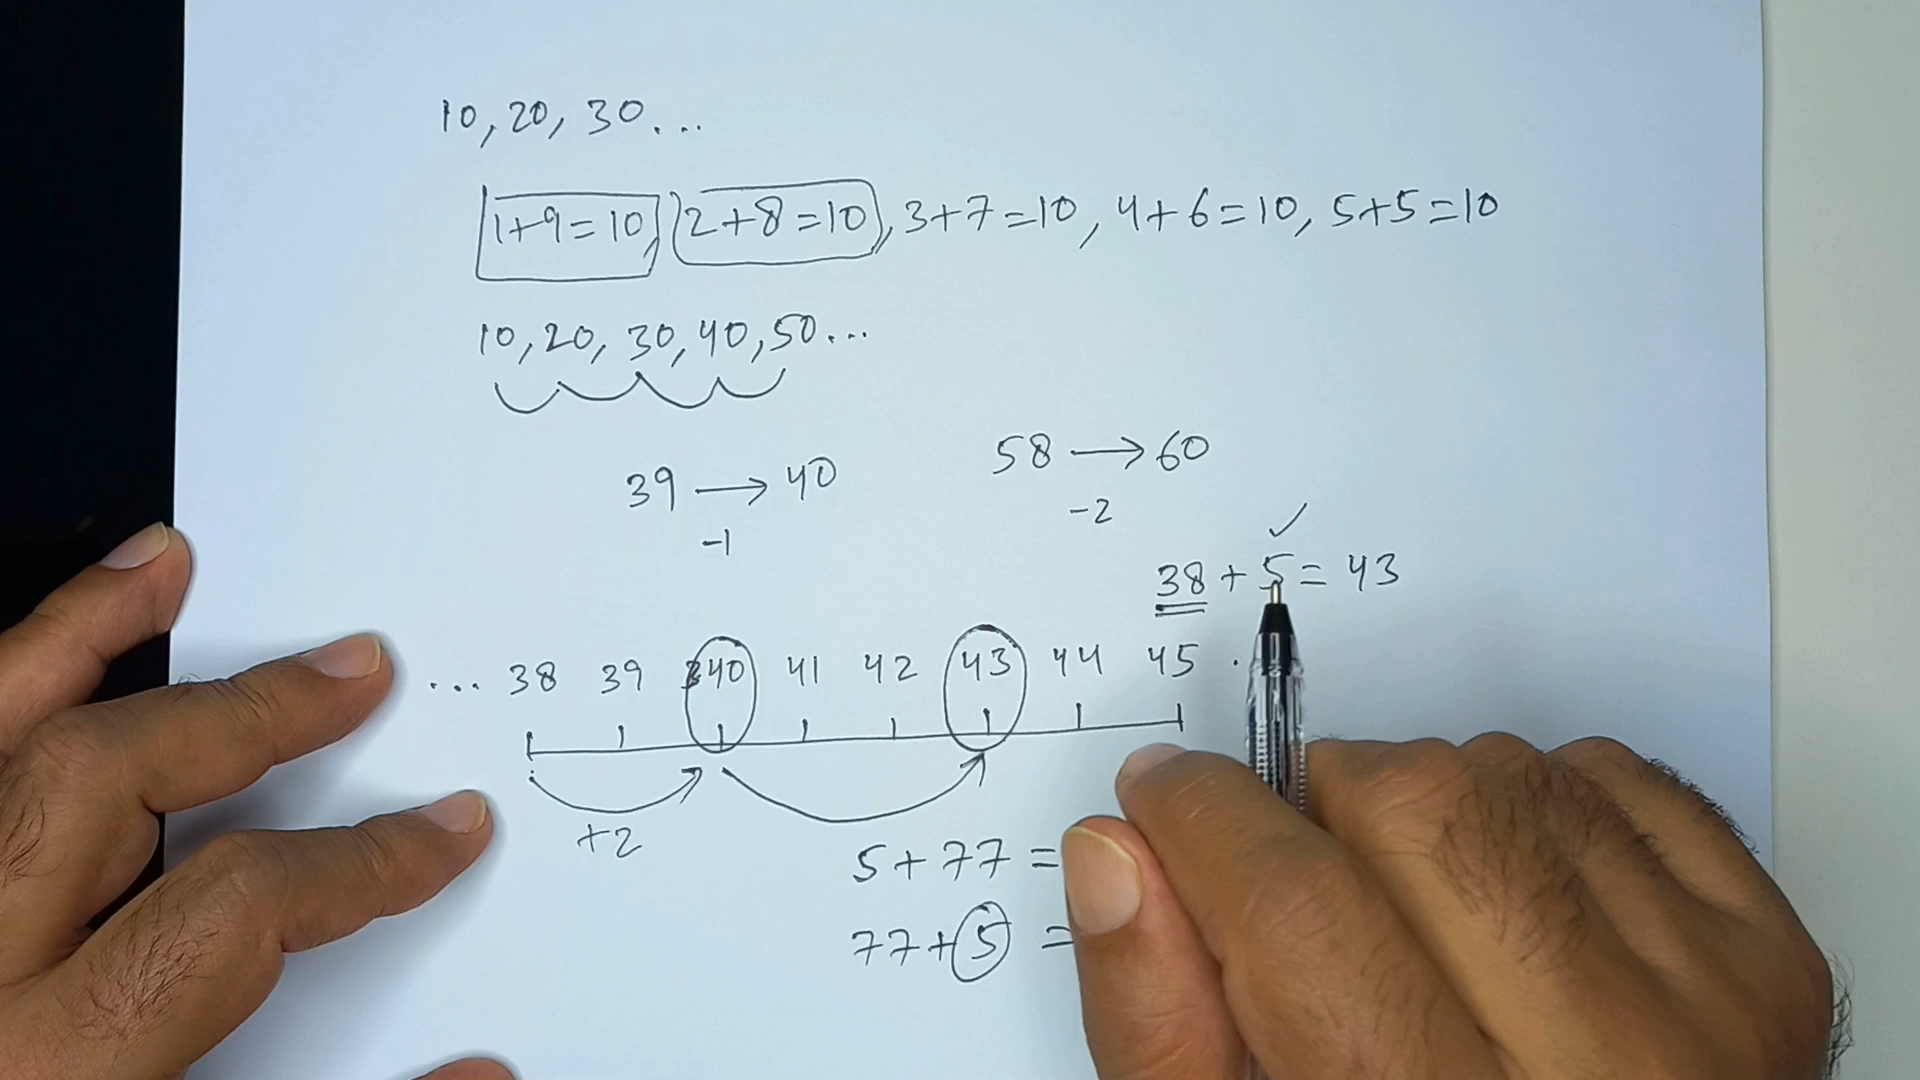 10, 20, 30...
1+9=10, 2+8=10, 3+7=10, 4+6=10, 5+5=10
10, 20, 30, 40, 50...
39 → 40
-1
58 → 60
-2
✓
38 + 5 = 43
... 38 39 40 41 42 43 44 45 .
+2
5+77 =
77+5 =